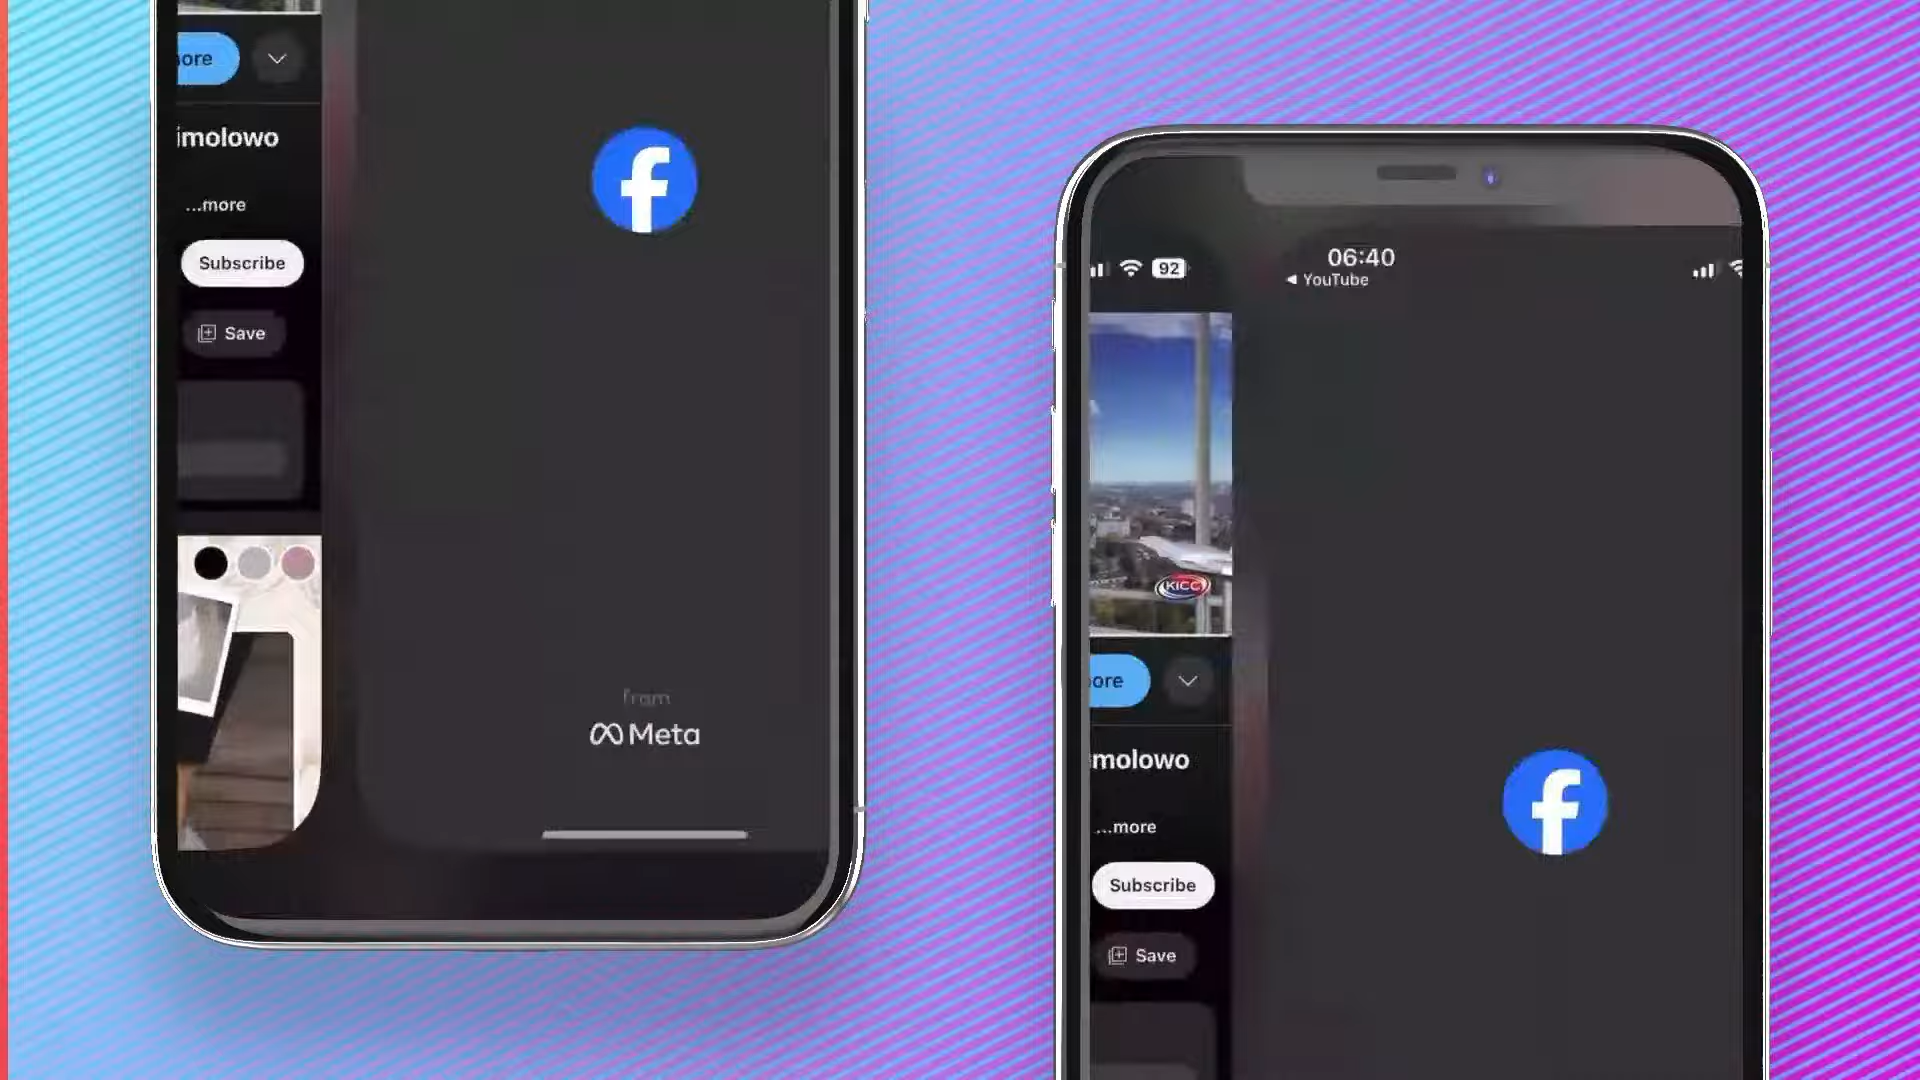 ore
imolowo
...more
Subscribe
Save
from
Meta
92
06:40
YouTube
KICC
ore
molowo
...more
Subscribe
Save